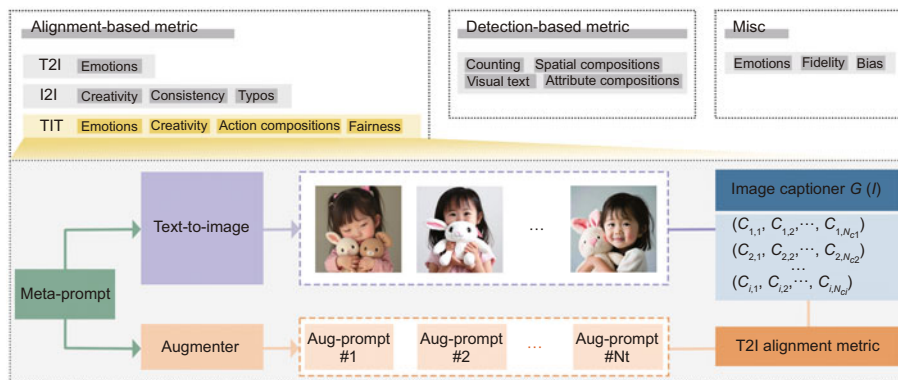 Alignment-based metric
T2I Emotions
I2I Creativity Consistency Typos
TIT Emotions Creativity Action compositions Fairness
Detection-based metric
Counting Spatial compositions
Visual text Attribute compositions
Misc
Emotions Fidelity Bias
Meta-prompt
Text-to-image
...
Image captioner G (I)
(C1,1, C1,2,···, C1,Nc1)
(C2,1, C2,2,···, C2,Nc2)
...
(Ci,1, Ci,2,···, Ci,Nci)
Augmenter
Aug-prompt
#1
Aug-prompt
#2
...
Aug-prompt
#Nt
T2I alignment metric